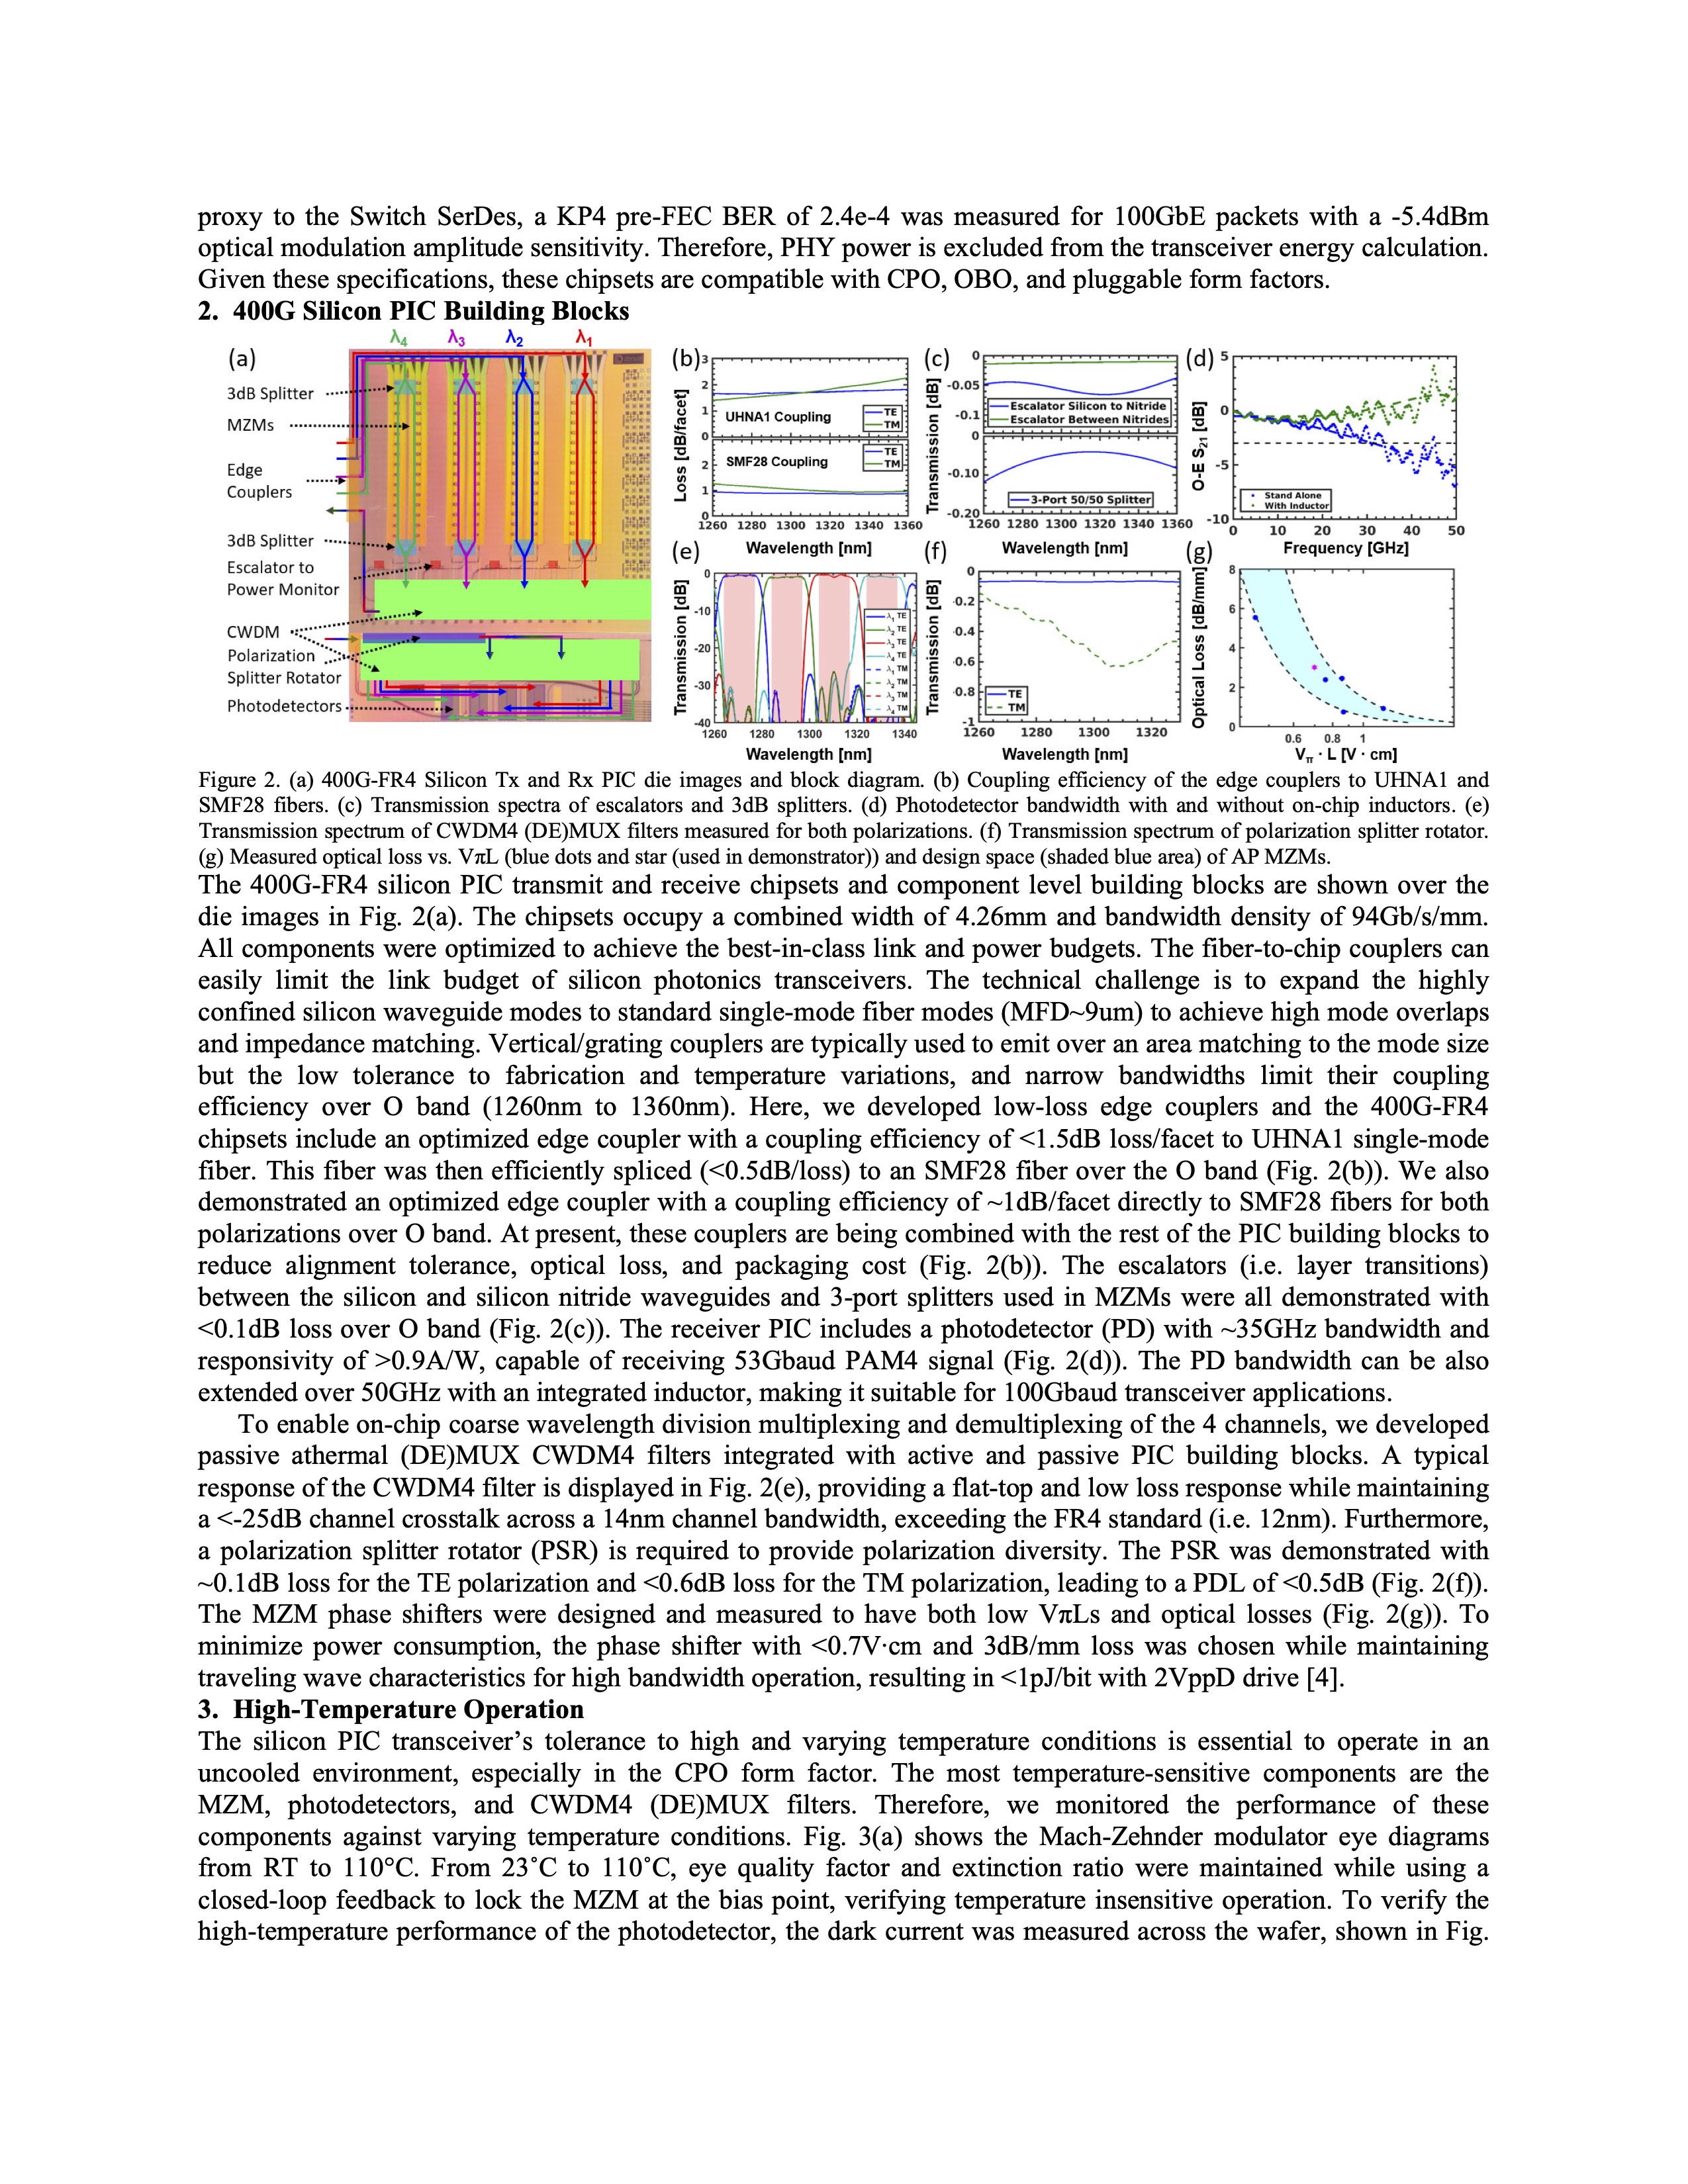 proxy to the Switch SerDes, a KP4 pre-FEC BER of 2.4e-4 was measured for 100GbE packets with a -5.4dBm
optical modulation amplitude sensitivity. Therefore, PHY power is excluded from the transceiver energy calculation.
Given these specifications, these chipsets are compatible with CPO, OBO, and pluggable form factors.
2. 400G Silicon PIC Building Blocks
(a)
λ4 λ3 λ2 λ1
3dB Splitter
MZMs
Edge
Couplers
3dB Splitter
Escalator to
Power Monitor
CWDM
Polarization
Splitter Rotator
Photodetectors
(b)
Loss [dB/facet]
3
2
1
0
UHNA1 Coupling
TE
TM
2
1
0
SMF28 Coupling
TE
TM
1260 1280 1300 1320 1340 1360
Wavelength [nm]
(c)
Transmission [dB]
0
-0.05
-0.1
Escalator Silicon to Nitride
Escalator Between Nitrides
0
-0.10
-0.20
3-Port 50/50 Splitter
1260 1280 1300 1320 1340 1360
Wavelength [nm]
(d)
O-E S21 [dB]
5
0
-5
-10
Stand Alone
With Inductor
0 10 20 30 40 50
Frequency [GHz]
(e)
Transmission [dB]
0
-10
-20
-30
-40
λ1 TE
λ2 TE
λ3 TE
λ4 TE
λ1 TM
λ2 TM
λ3 TM
λ4 TM
1260 1280 1300 1320 1340
Wavelength [nm]
(f)
Transmission [dB]
0
-0.2
-0.4
-0.6
-0.8
-1
TE
TM
1260 1280 1300 1320
Wavelength [nm]
(g)
Optical Loss [dB/mm]
8
6
4
2
0
0.6 0.8 1
Vπ · L [V · cm]
Figure 2. (a) 400G-FR4 Silicon Tx and Rx PIC die images and block diagram. (b) Coupling efficiency of the edge couplers to UHNA1 and
SMF28 fibers. (c) Transmission spectra of escalators and 3dB splitters. (d) Photodetector bandwidth with and without on-chip inductors. (e)
Transmission spectrum of CWDM4 (DE)MUX filters measured for both polarizations. (f) Transmission spectrum of polarization splitter rotator.
(g) Measured optical loss vs. VπL (blue dots and star (used in demonstrator)) and design space (shaded blue area) of AP MZMs.
The 400G-FR4 silicon PIC transmit and receive chipsets and component level building blocks are shown over the
die images in Fig. 2(a). The chipsets occupy a combined width of 4.26mm and bandwidth density of 94Gb/s/mm.
All components were optimized to achieve the best-in-class link and power budgets. The fiber-to-chip couplers can
easily limit the link budget of silicon photonics transceivers. The technical challenge is to expand the highly
confined silicon waveguide modes to standard single-mode fiber modes (MFD~9um) to achieve high mode overlaps
and impedance matching. Vertical/grating couplers are typically used to emit over an area matching to the mode size
but the low tolerance to fabrication and temperature variations, and narrow bandwidths limit their coupling
efficiency over O band (1260nm to 1360nm). Here, we developed low-loss edge couplers and the 400G-FR4
chipsets include an optimized edge coupler with a coupling efficiency of <1.5dB loss/facet to UHNA1 single-mode
fiber. This fiber was then efficiently spliced (<0.5dB/loss) to an SMF28 fiber over the O band (Fig. 2(b)). We also
demonstrated an optimized edge coupler with a coupling efficiency of ~1dB/facet directly to SMF28 fibers for both
polarizations over O band. At present, these couplers are being combined with the rest of the PIC building blocks to
reduce alignment tolerance, optical loss, and packaging cost (Fig. 2(b)). The escalators (i.e. layer transitions)
between the silicon and silicon nitride waveguides and 3-port splitters used in MZMs were all demonstrated with
<0.1dB loss over O band (Fig. 2(c)). The receiver PIC includes a photodetector (PD) with ~35GHz bandwidth and
responsivity of >0.9A/W, capable of receiving 53Gbaud PAM4 signal (Fig. 2(d)). The PD bandwidth can be also
extended over 50GHz with an integrated inductor, making it suitable for 100Gbaud transceiver applications.
To enable on-chip coarse wavelength division multiplexing and demultiplexing of the 4 channels, we developed
passive athermal (DE)MUX CWDM4 filters integrated with active and passive PIC building blocks. A typical
response of the CWDM4 filter is displayed in Fig. 2(e), providing a flat-top and low loss response while maintaining
a <-25dB channel crosstalk across a 14nm channel bandwidth, exceeding the FR4 standard (i.e. 12nm). Furthermore,
a polarization splitter rotator (PSR) is required to provide polarization diversity. The PSR was demonstrated with
~0.1dB loss for the TE polarization and <0.6dB loss for the TM polarization, leading to a PDL of <0.5dB (Fig. 2(f)).
The MZM phase shifters were designed and measured to have both low VπLs and optical losses (Fig. 2(g)). To
minimize power consumption, the phase shifter with <0.7V·cm and 3dB/mm loss was chosen while maintaining
traveling wave characteristics for high bandwidth operation, resulting in <1pJ/bit with 2VppD drive [4].
3. High-Temperature Operation
The silicon PIC transceiver’s tolerance to high and varying temperature conditions is essential to operate in an
uncooled environment, especially in the CPO form factor. The most temperature-sensitive components are the
MZM, photodetectors, and CWDM4 (DE)MUX filters. Therefore, we monitored the performance of these
components against varying temperature conditions. Fig. 3(a) shows the Mach-Zehnder modulator eye diagrams
from RT to 110°C. From 23˚C to 110˚C, eye quality factor and extinction ratio were maintained while using a
closed-loop feedback to lock the MZM at the bias point, verifying temperature insensitive operation. To verify the
high-temperature performance of the photodetector, the dark current was measured across the wafer, shown in Fig.